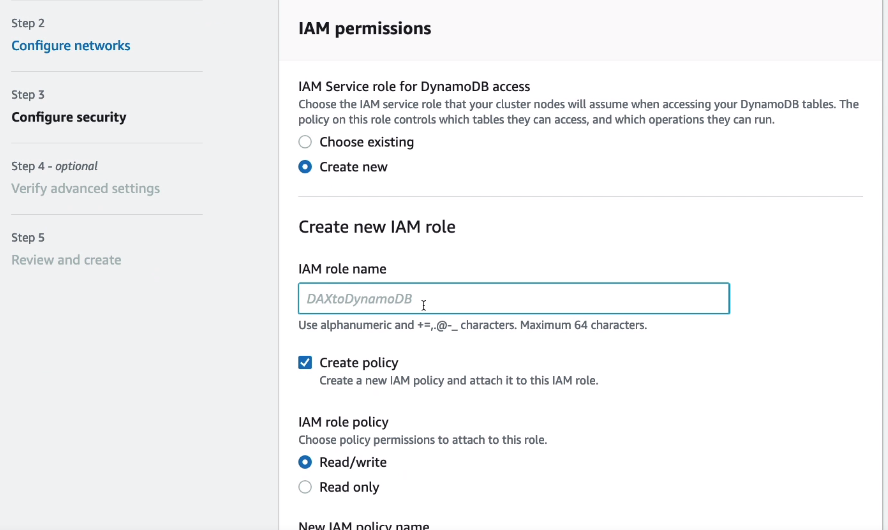 Step 2
Configure networks
Step 3
Configure security
Step 4 - optional
Verify advanced settings
Step 5
Review and create
IAM permissions
IAM Service role for DynamoDB access
Choose the IAM service role that your cluster nodes will assume when accessing your DynamoDB tables. The
policy on this role controls which tables they can access, and which operations they can run.
Choose existing
Create new
Create new IAM role
IAM role name
DAXtoDynamoDB
Use alphanumeric and +=,.@-_ characters. Maximum 64 characters.
Create policy
Create a new IAM policy and attach it to this IAM role.
IAM role policy
Choose policy permissions to attach to this role.
Read/write
Read only
New IAM policy name